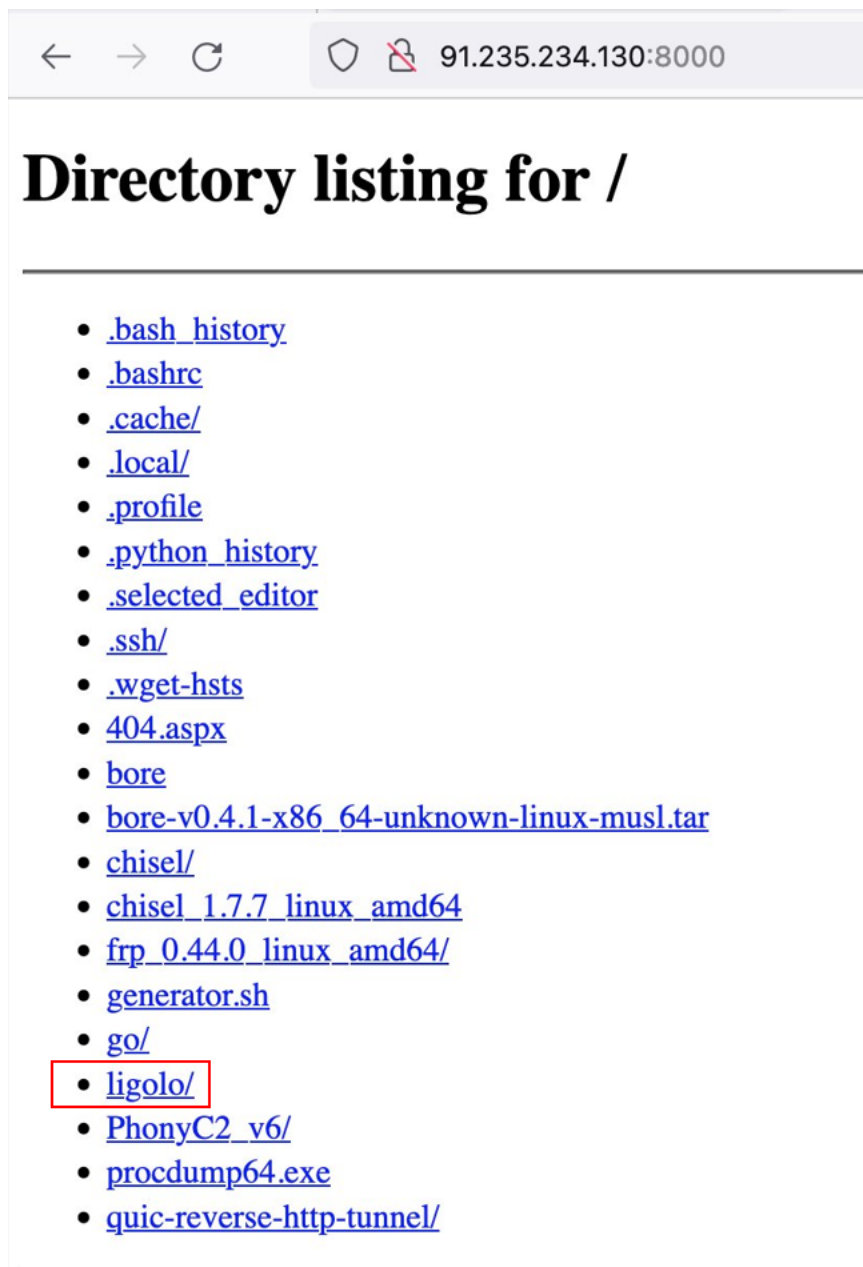 91.235.234.130:8000
Directory listing for /
.bash_history
.bashrc
.cache/
.local/
.profile
.python_history
.selected_editor
.ssh/
.wget-hsts
404.aspx
bore
bore-v0.4.1-x86_64-unknown-linux-musl.tar
chisel/
chisel_1.7.7_linux_amd64
frp_0.44.0_linux_amd64/
generator.sh
go/
ligolo/
PhonyC2_v6/
procdump64.exe
quic-reverse-http-tunnel/